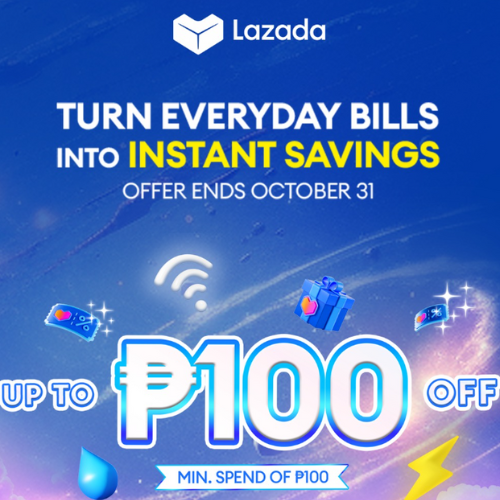 Lazada
TURN EVERYDAY BILLS
INTO INSTANT SAVINGS
OFFER ENDS OCTOBER 31
UP TO ₱100 OFF
MIN. SPEND OF ₱100